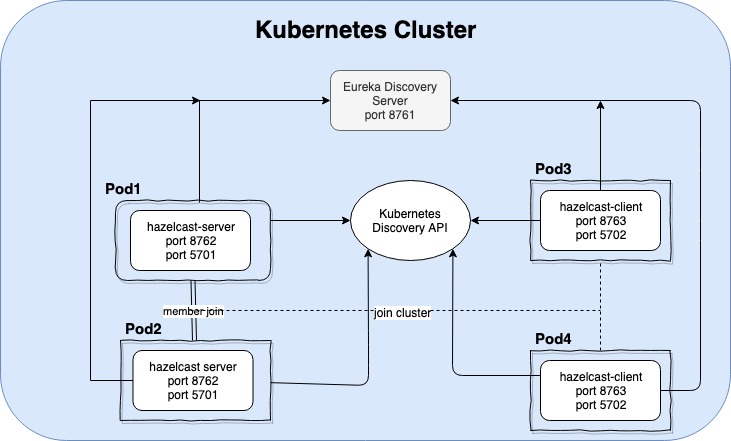 Kubernetes Cluster
Eureka Discovery
Server
port 8761
Pod1
hazelcast-server
port 8762
port 5701
Kubernetes
Discovery API
Pod3
hazelcast-client
port 8763
port 5702
member join
join cluster
Pod2
hazelcast server
port 8762
port 5701
Pod4
hazelcast-client
port 8763
port 5702